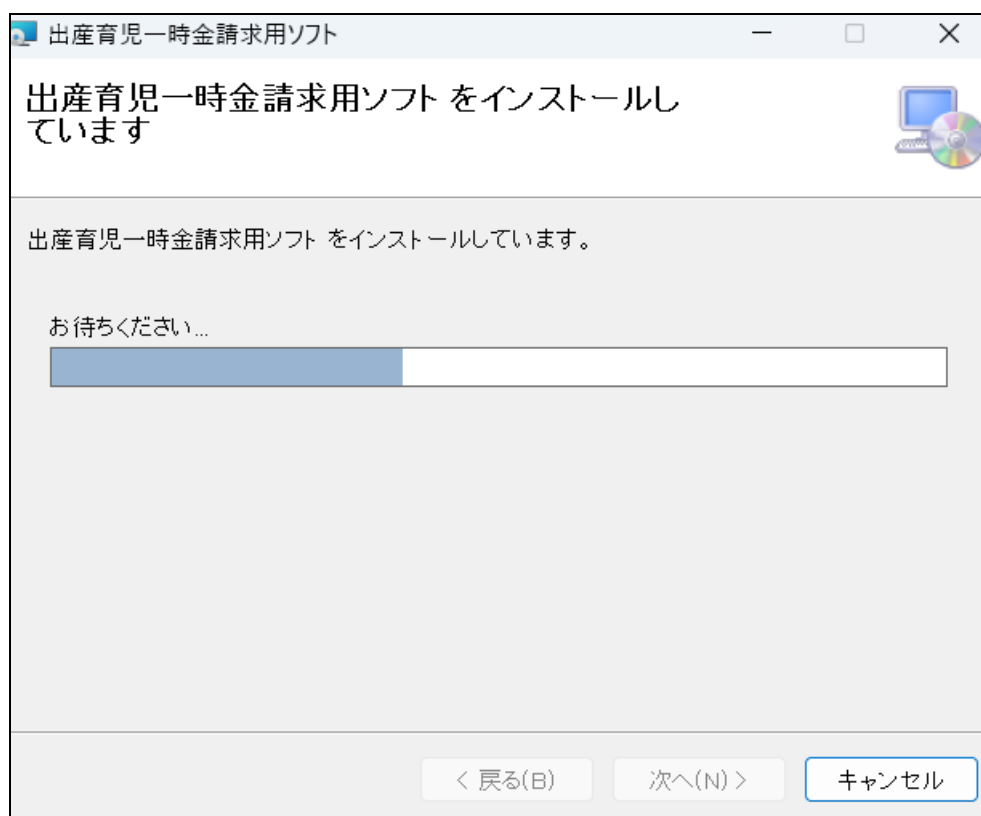 出産育児一時金請求用ソフト
出産育児一時金請求用ソフト をインストールし
ています
出産育児一時金請求用ソフト をインストールしています。
お待ちください...
< 戻る(B)
次へ(N) >
キャンセル